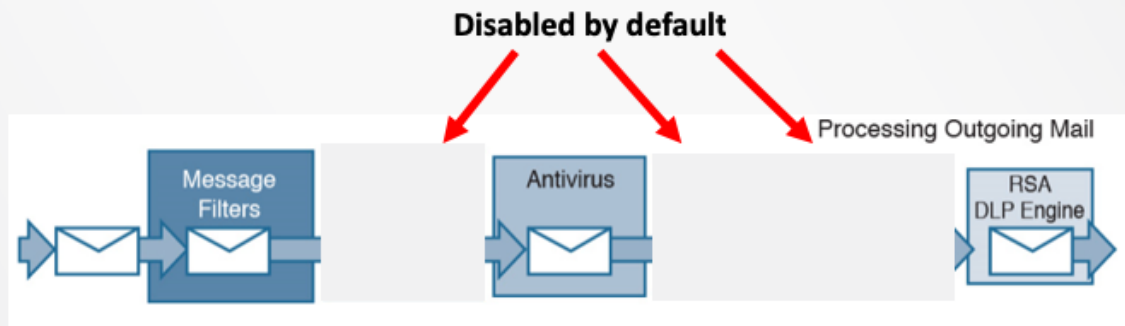 Disabled by default
Processing Outgoing Mail
Message
Filters
Antivirus
RSA
DLP Engine